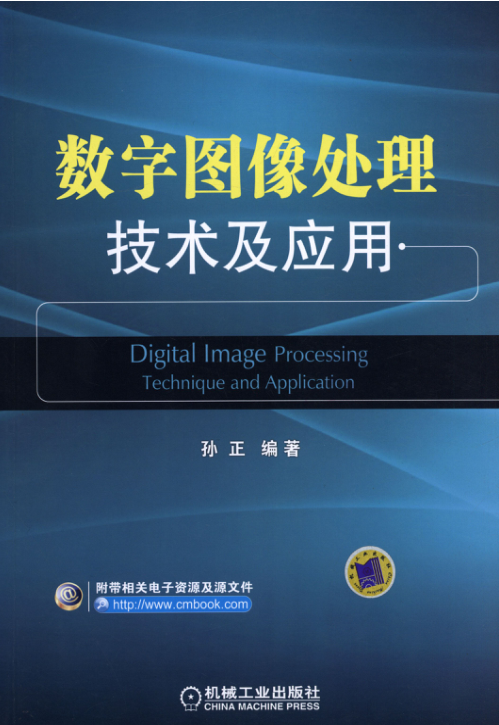 数字图像处理
技术及应用
Digital Image Processing
Technique and Application
孙 正 编著
@
附带相关电子资源及源文件
http://www.cmbook.com
机械工业出版社
CHINA MACHINE PRESS